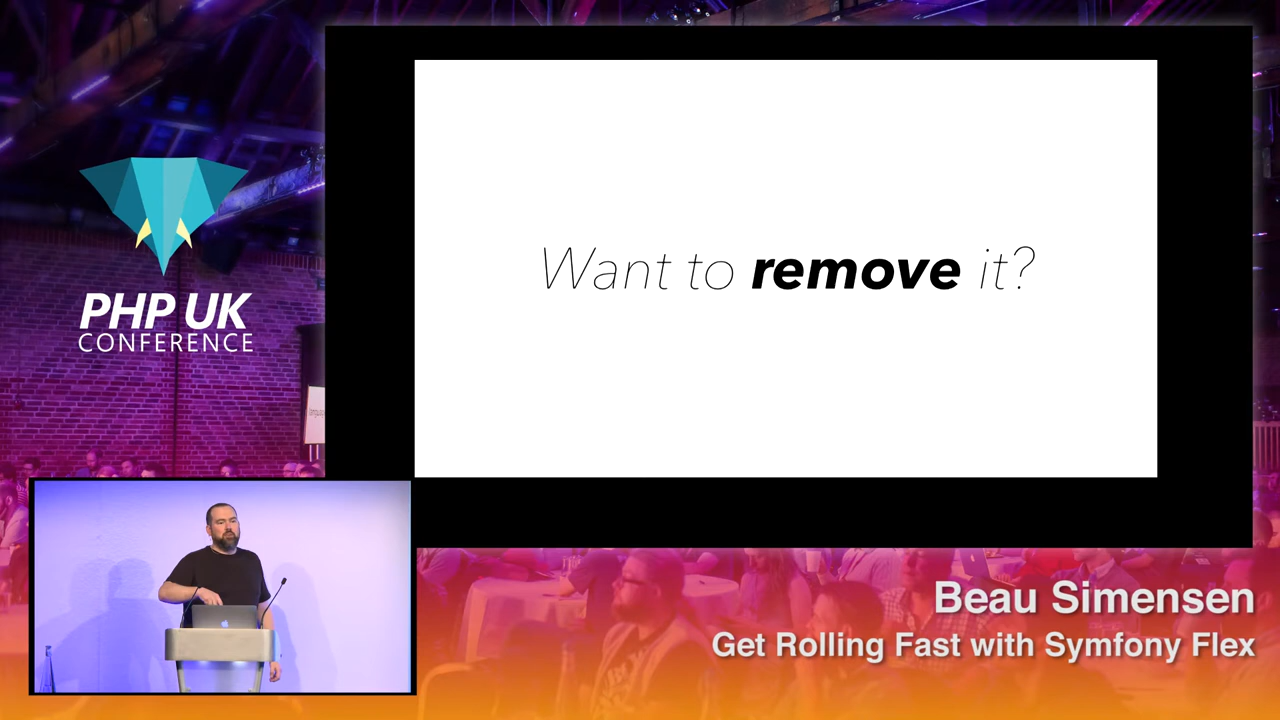 PHP UK
CONFERENCE
Want to remove it?
Beau Simensen
Get Rolling Fast with Symfony Flex